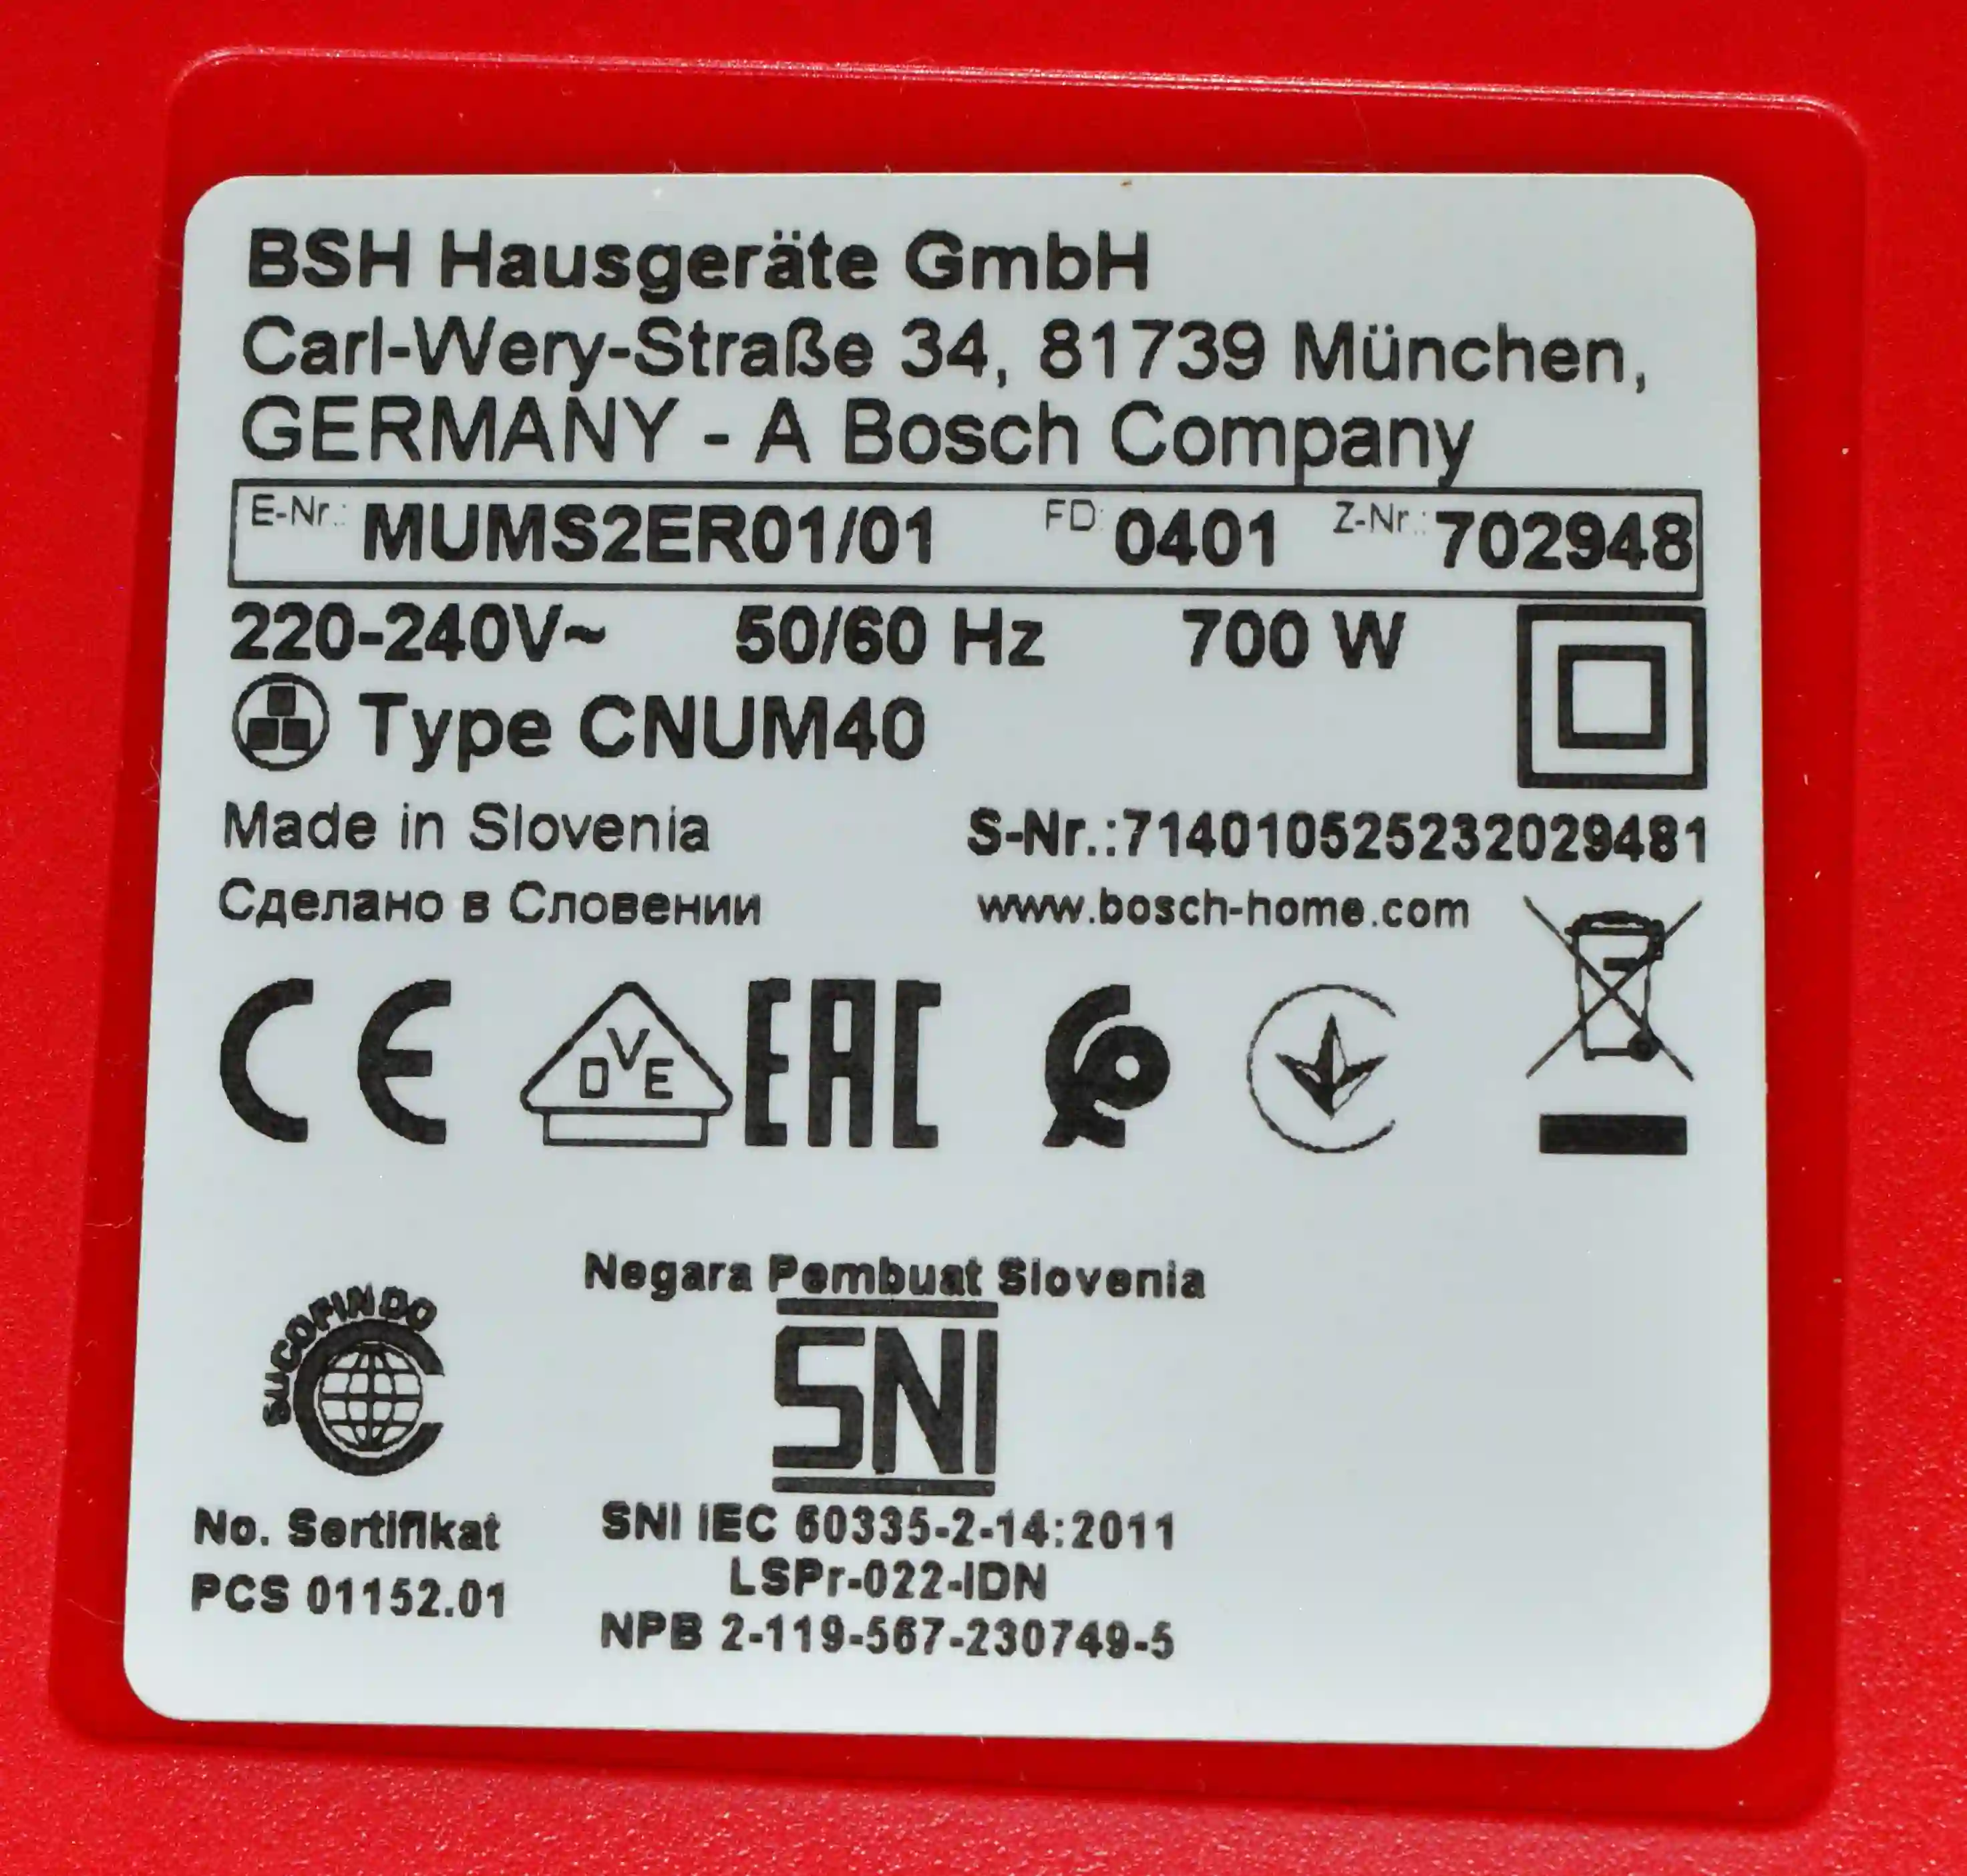 BSH Hausgeräte GmbH
Carl-Wery-Straße 34, 81739 München,
GERMANY - A Bosch Company
E-Nr.: MUMS2ER01/01 FD: 0401 Z-Nr.: 702948
220-240V~ 50/60 Hz 700 W
Type CNUM40
Made in Slovenia S-Nr.:714010525232029481
Сделано в Словении www.bosch-home.com
CE DVE EAC
Negara Pembuat Slovenia
SUCOFINDO
SNI
No. Sertifikat SNI IEC 60335-2-14:2011
LSPr-022-IDN
PCS 01152.01
NPB 2-119-567-230749-5